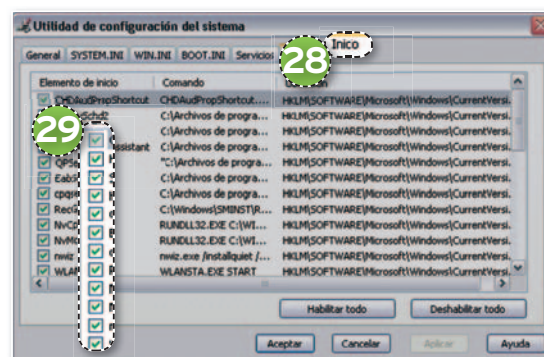 Utilidad de configuración del sistema
General SYSTEM.INI WIN.INI BOOT.INI Servicios
28
Inico
Elemento de inicio Comando
CHDAudPropShortcut CHDAudPropShortcut.... HKLM\SOFTWARE\Microsoft\Windows\CurrentVersi...
C:\Archivos de progra... HKLM\SOFTWARE\Microsoft\Windows\CurrentVersi...
29
C:\Archivos de progra... HKLM\SOFTWARE\Microsoft\Windows\CurrentVersi...
"C:\Archivos de progra... HKLM\SOFTWARE\Microsoft\Windows\CurrentVersi...
C:\Archivos de progra... HKLM\SOFTWARE\Microsoft\Windows\CurrentVersi...
C:\Archivos de progra... HKLM\SOFTWARE\Microsoft\Windows\CurrentVersi...
C:\Windows\SMINST\R... HKLM\SOFTWARE\Microsoft\Windows\CurrentVersi...
RUNDLL32.EXE C:\WI... HKLM\SOFTWARE\Microsoft\Windows\CurrentVersi...
RUNDLL32.EXE C:\WI... HKLM\SOFTWARE\Microsoft\Windows\CurrentVersi...
nwiz nwiz.exe /installquiet /... HKLM\SOFTWARE\Microsoft\Windows\CurrentVersi...
WLANSTA.EXE START HKLM\SOFTWARE\Microsoft\Windows\CurrentVersi...
Habilitar todo Deshabilitar todo
Aceptar Cancelar Aplicar Ayuda